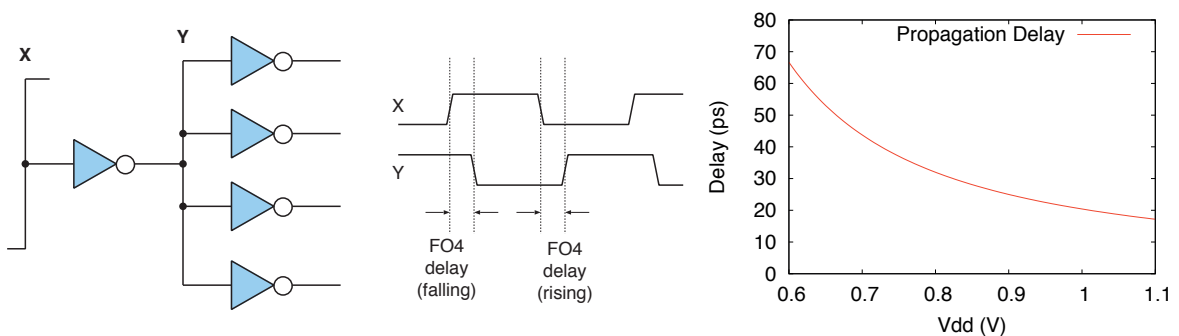 X
Y
X
Y
FO4
delay
(falling)
FO4
delay
(rising)
Propagation Delay
Delay (ps)
80
70
60
50
40
30
20
10
0
0.6 0.7 0.8 0.9 1 1.1
Vdd (V)